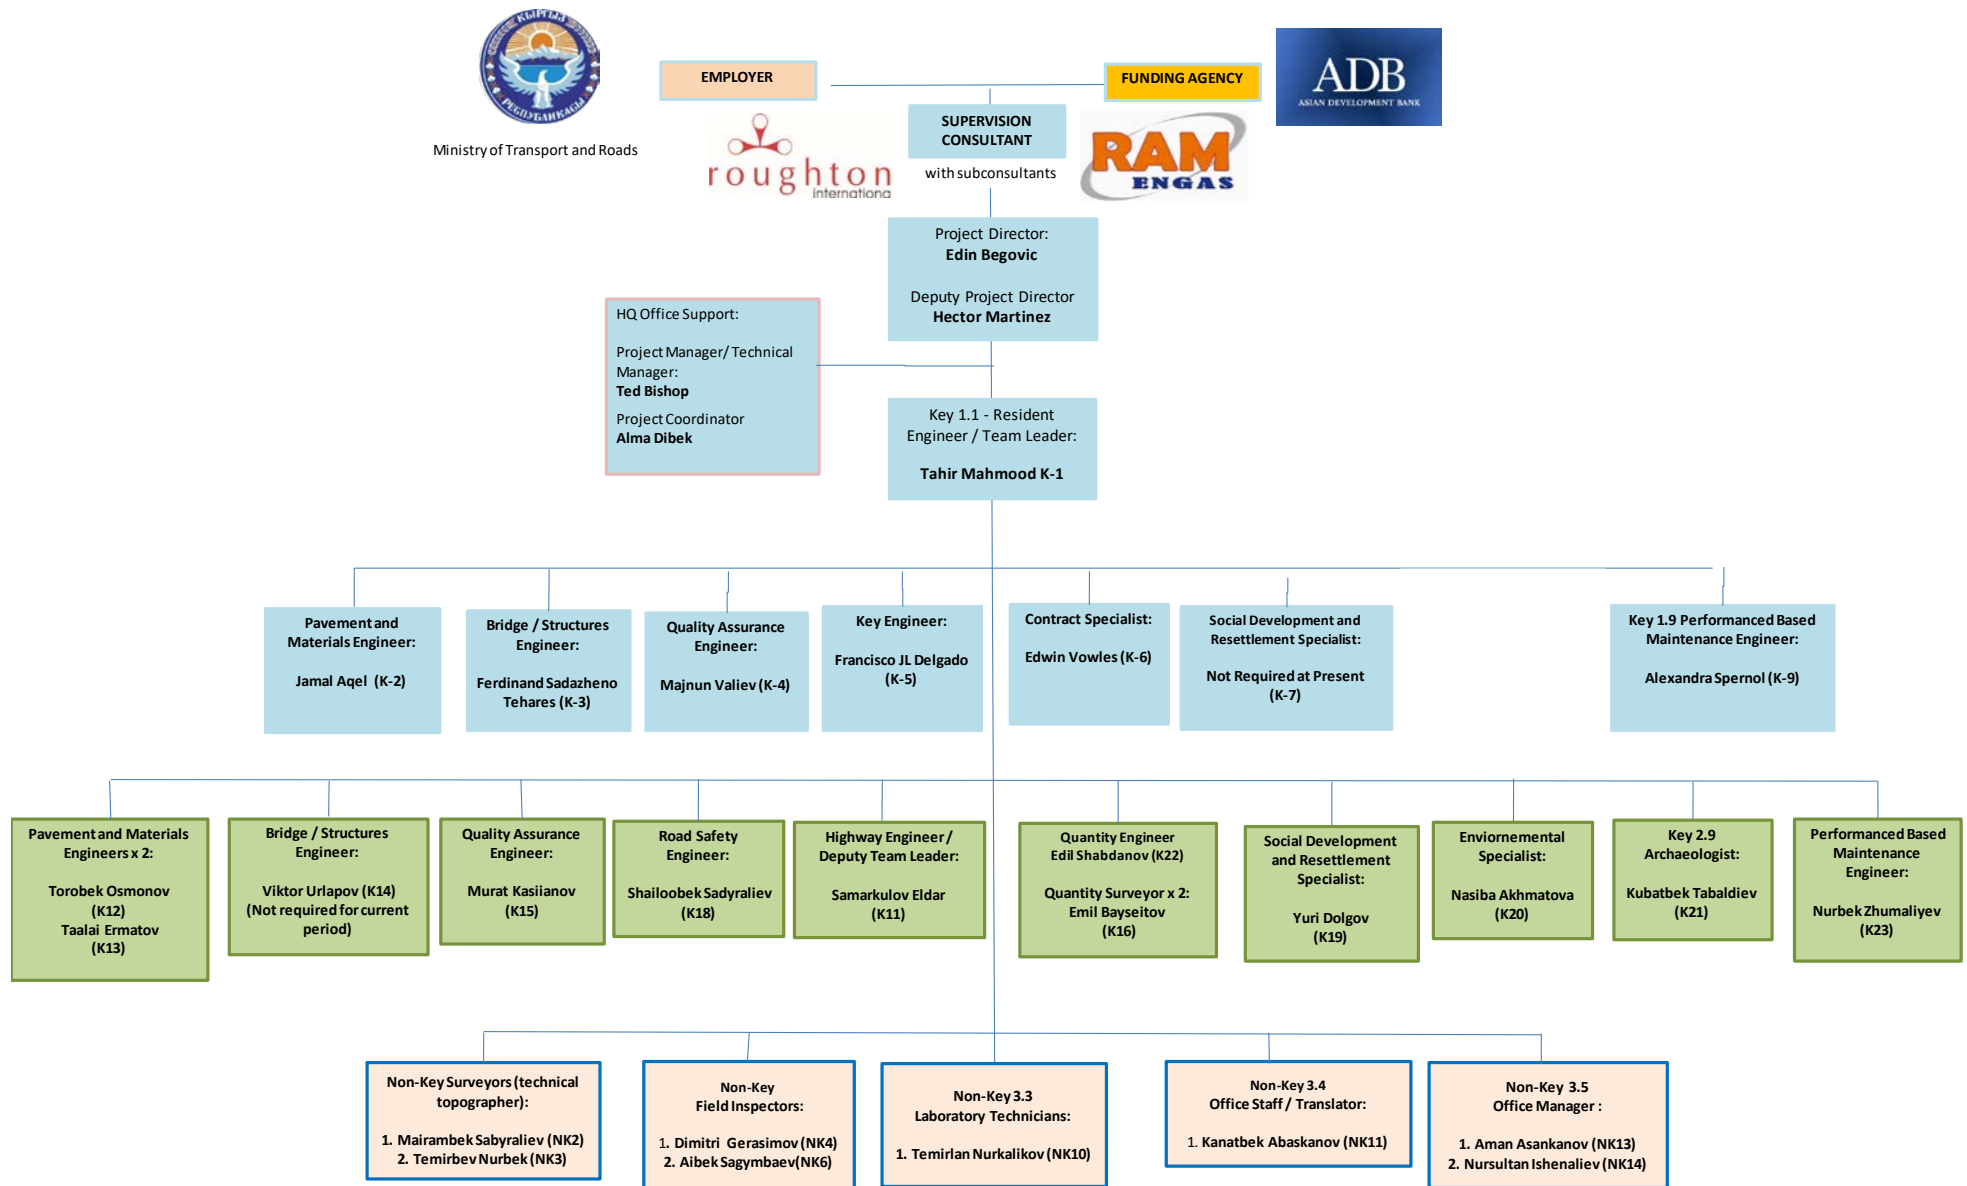 КЫРГЫЗ
РЕСПУБЛИКАСЫ
Ministry of Transport and Roads
EMPLOYER
FUNDING AGENCY
ADB
ASIAN DEVELOPMENT BANK
roughton
internationa
SUPERVISION
CONSULTANT
with subconsultants
RAM
ENGAS
Project Director:
Edin Begovic
Deputy Project Director
Hector Martinez
HQ Office Support:
Project Manager/ Technical
Manager:
Ted Bishop
Project Coordinator
Alma Dibek
Key 1.1 - Resident
Engineer / Team Leader:
Tahir Mahmood K-1
Pavement and
Materials Engineer:
Jamal Aqel (K-2)
Bridge / Structures
Engineer:
Ferdinand Sadazheno
Tehares (K-3)
Quality Assurance
Engineer:
Majnun Valiev (K-4)
Key Engineer:
Francisco JL Delgado
(K-5)
Contract Specialist:
Edwin Vowles (K-6)
Social Development and
Resettlement Specialist:
Not Required at Present
(K-7)
Key 1.9 Performanced Based
Maintenance Engineer:
Alexandra Spernol (K-9)
Pavement and Materials
Engineers x 2:
Torobek Osmonov
(K12)
Taalai Ermatov
(K13)
Bridge / Structures
Engineer:
Viktor Urlapov (K14)
(Not required for current
period)
Quality Assurance
Engineer:
Murat Kasiianov
(K15)
Road Safety
Engineer:
Shailoobek Sadyraliev
(K18)
Highway Engineer /
Deputy Team Leader:
Samarkulov Eldar
(K11)
Quantity Engineer
Edil Shabdanov (K22)
Quantity Surveyor x 2:
Emil Bayseitov
(K16)
Social Development
and Resettlement
Specialist:
Yuri Dolgov
(K19)
Enviornemental
Specialist:
Nasiba Akhmatova
(K20)
Key 2.9
Archaeologist:
Kubatbek Tabaldiev
(K21)
Performanced Based
Maintenance
Engineer:
Nurbek Zhumaliyev
(K23)
Non-Key Surveyors (technical
topographer):
1. Mairambek Sabyraliev (NK2)
2. Temirbev Nurbek (NK3)
Non-Key
Field Inspectors:
1. Dimitri Gerasimov (NK4)
2. Aibek Sagymbaev(NK6)
Non-Key 3.3
Laboratory Technicians:
1. Temirlan Nurkalikov (NK10)
Non-Key 3.4
Office Staff / Translator:
1. Kanatbek Abaskanov (NK11)
Non-Key 3.5
Office Manager :
1. Aman Asankanov (NK13)
2. Nursultan Ishenaliev (NK14)